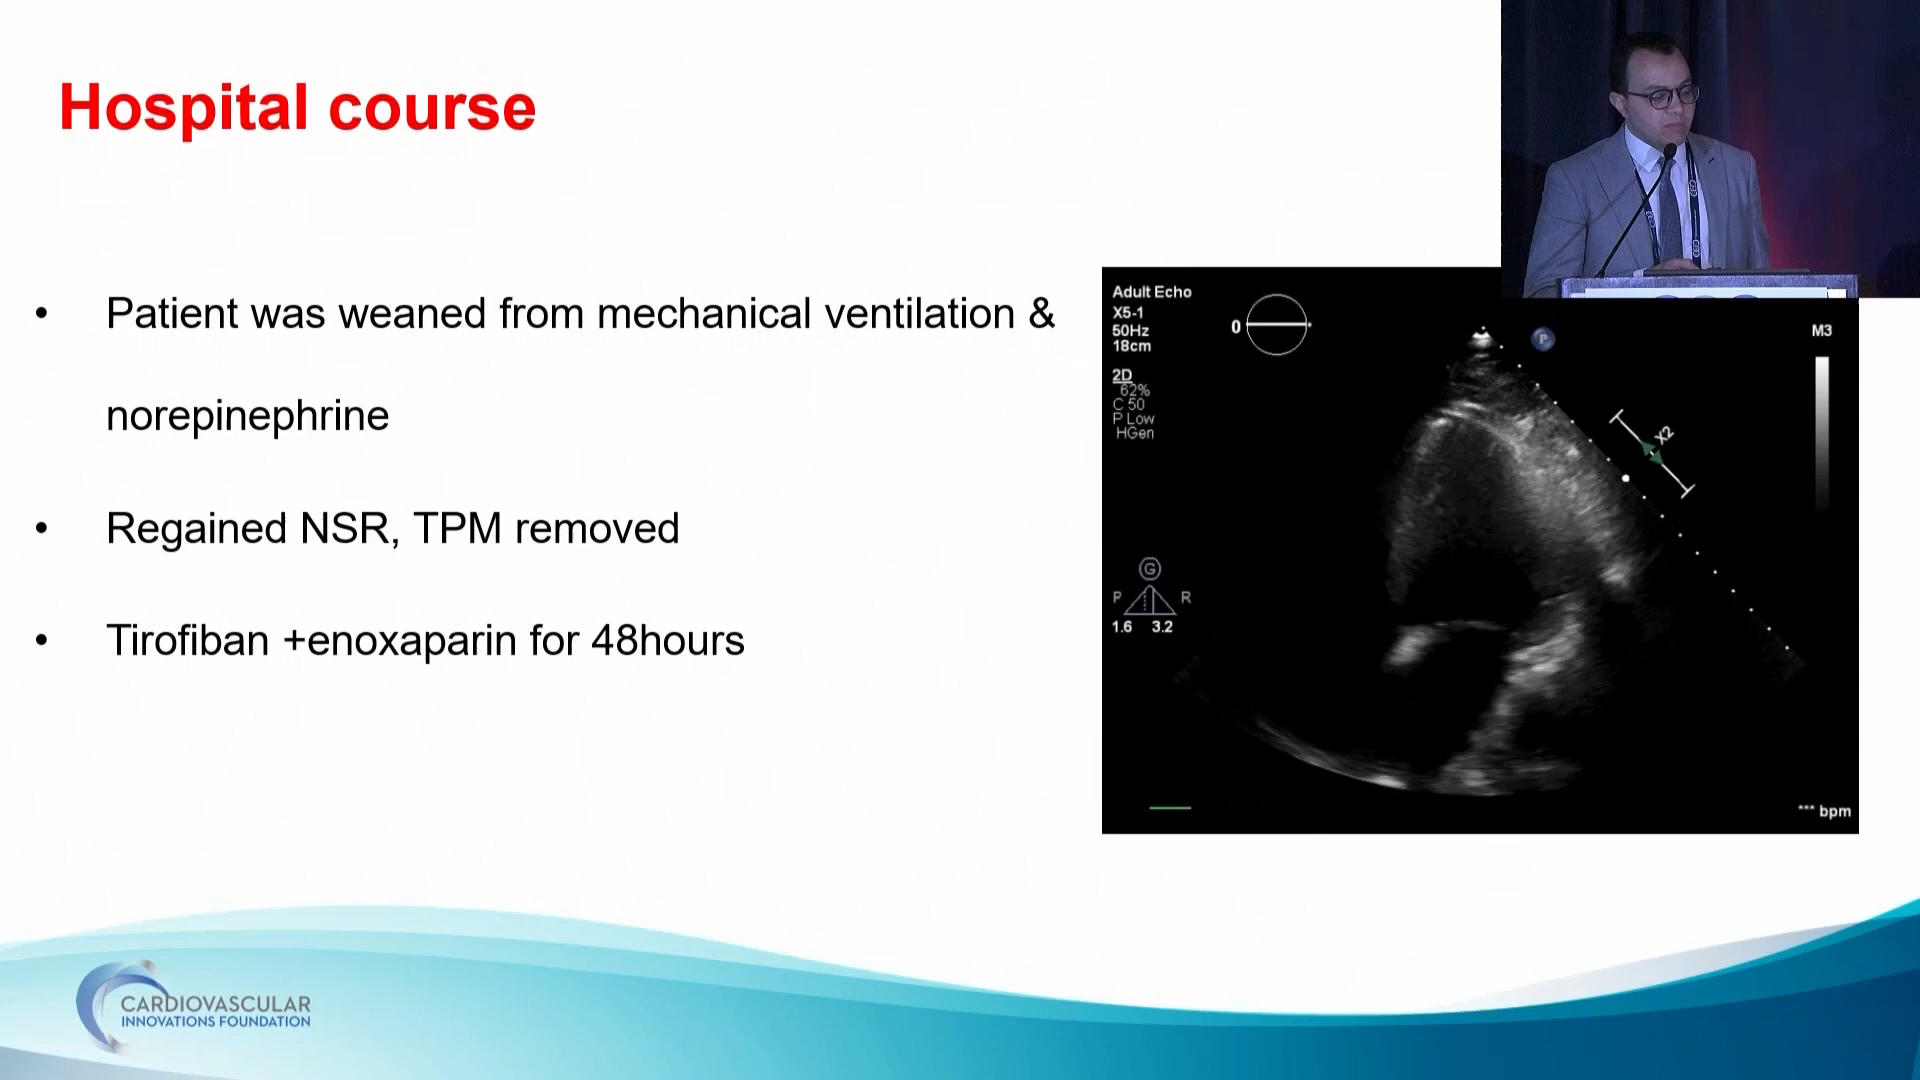 Hospital course
• Patient was weaned from mechanical ventilation &
norepinephrine
• Regained NSR, TPM removed
• Tirofiban +enoxaparin for 48hours
Adult Echo
X5-1
50Hz
18cm
2D
62%
C 50
P Low
HGen
0
P
M3
X2
G
P R
1.6 3.2
*** bpm
CARDIOVASCULAR
INNOVATIONS FOUNDATION